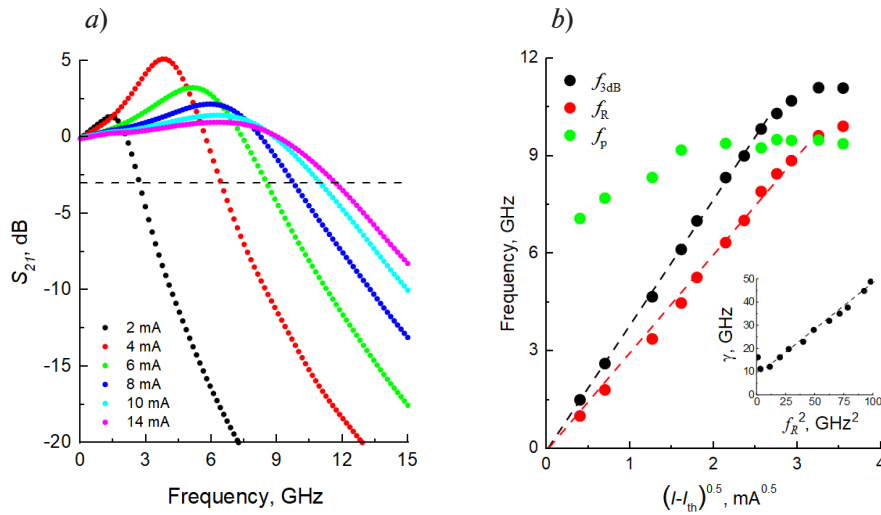 a)
5
0
-5
-10
-15
-20
S21, dB
2 mA
4 mA
6 mA
8 mA
10 mA
14 mA
0 3 6 9 12 15
Frequency, GHz
b)
12
9
6
3
0
Frequency, GHz
f3dB
fR
fp
50
40
30
20
10
0
γ, GHz
0 25 50 75 100
fR2, GHz2
0 1 2 3 4
(I-Ith)0.5, mA0.5